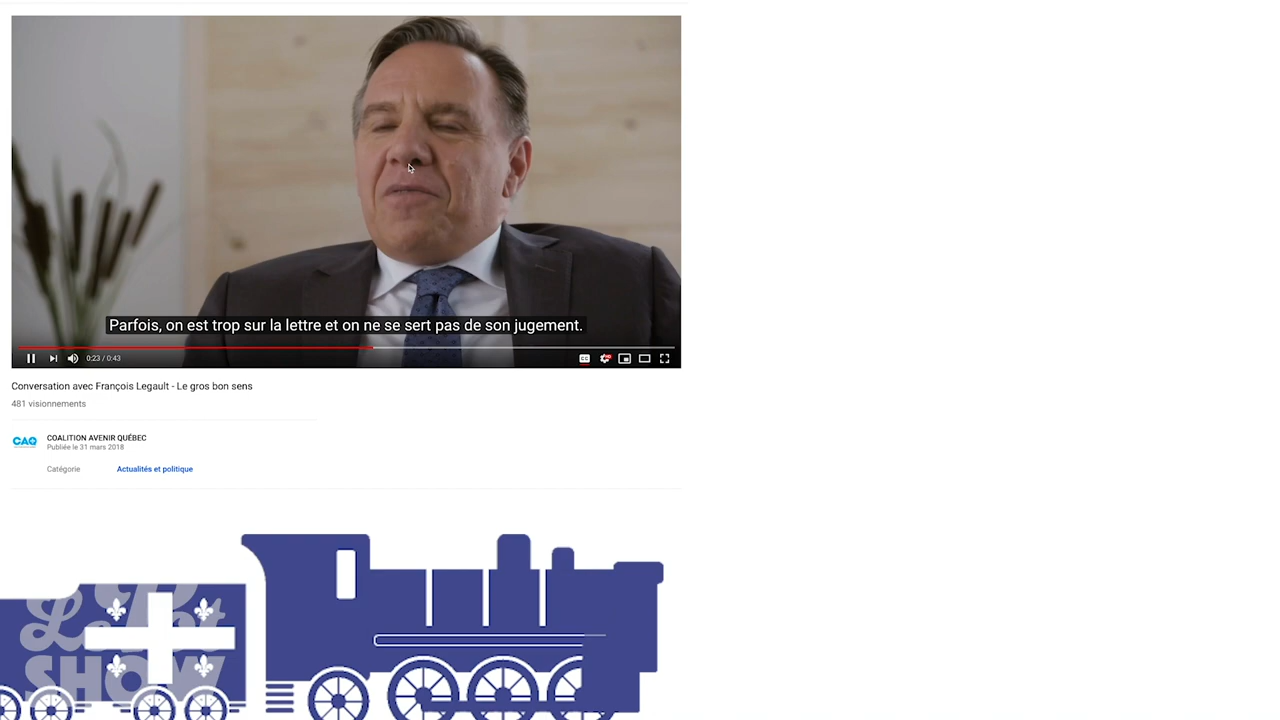 Parfois, on est trop sur la lettre et on ne se sert pas de son jugement.
0:23 / 0:43
CC
Conversation avec François Legault - Le gros bon sens
481 visionnements
CAQ
COALITION AVENIR QUÉBEC
Publiée le 31 mars 2018
Catégorie
Actualités et politique
SHOW